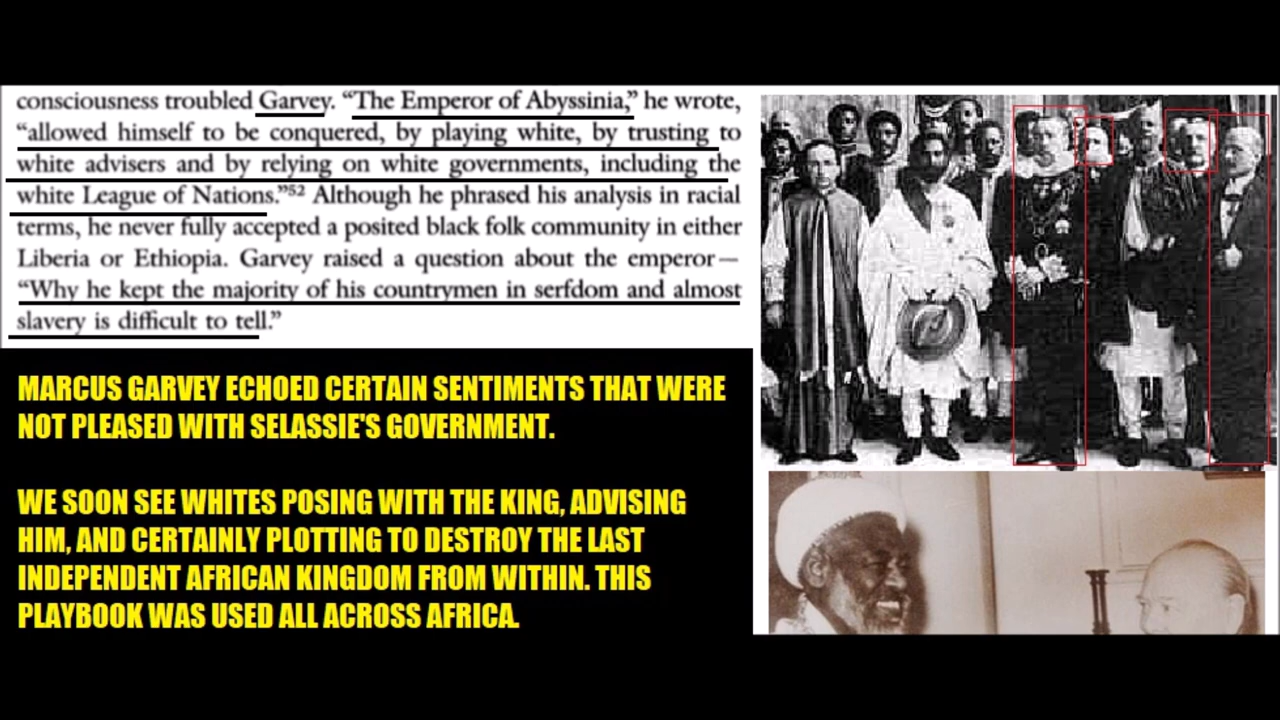 consciousness troubled Garvey. “The Emperor of Abyssinia,” he wrote,
“allowed himself to be conquered, by playing white, by trusting to
white advisers and by relying on white governments, including the
white League of Nations.”52 Although he phrased his analysis in racial
terms, he never fully accepted a posited black folk community in either
Liberia or Ethiopia. Garvey raised a question about the emperor—
“Why he kept the majority of his countrymen in serfdom and almost
slavery is difficult to tell.”
MARCUS GARVEY ECHOED CERTAIN SENTIMENTS THAT WERE
NOT PLEASED WITH SELASSIE'S GOVERNMENT.
WE SOON SEE WHITES POSING WITH THE KING, ADVISING
HIM, AND CERTAINLY PLOTTING TO DESTROY THE LAST
INDEPENDENT AFRICAN KINGDOM FROM WITHIN. THIS
PLAYBOOK WAS USED ALL ACROSS AFRICA.